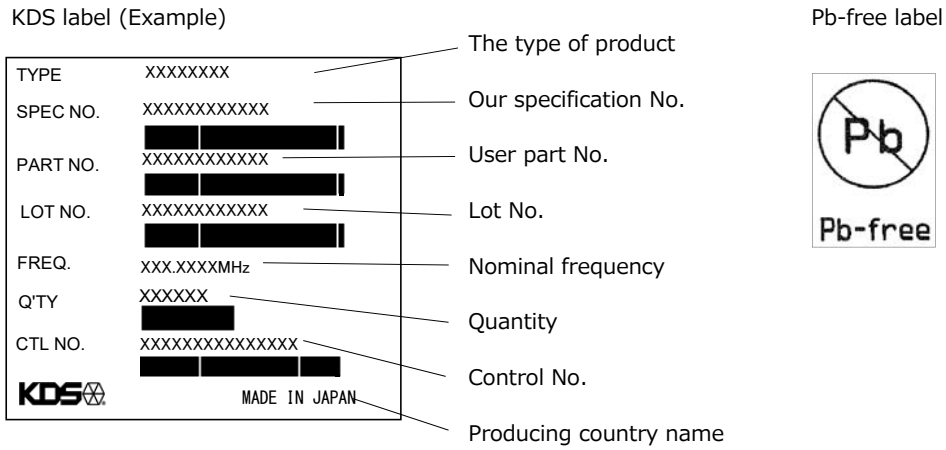 KDS label (Example)
Pb-free label
The type of product
TYPE XXXXXXXX
SPEC NO. XXXXXXXXXXXX
Our specification No.
PART NO. XXXXXXXXXXXX
User part No.
LOT NO. XXXXXXXXXXXX
Lot No.
FREQ. XXX.XXXXMHz
Nominal frequency
Q'TY XXXXXX
Quantity
CTL NO. XXXXXXXXXXXXXXX
Control No.
KDS
MADE IN JAPAN
Producing country name
Pb
Pb-free